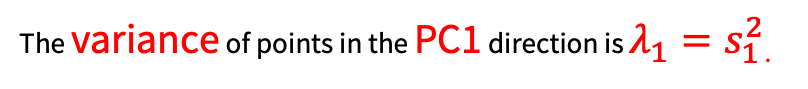 The variance of points in the PC1 direction is λ₁ = s₁².